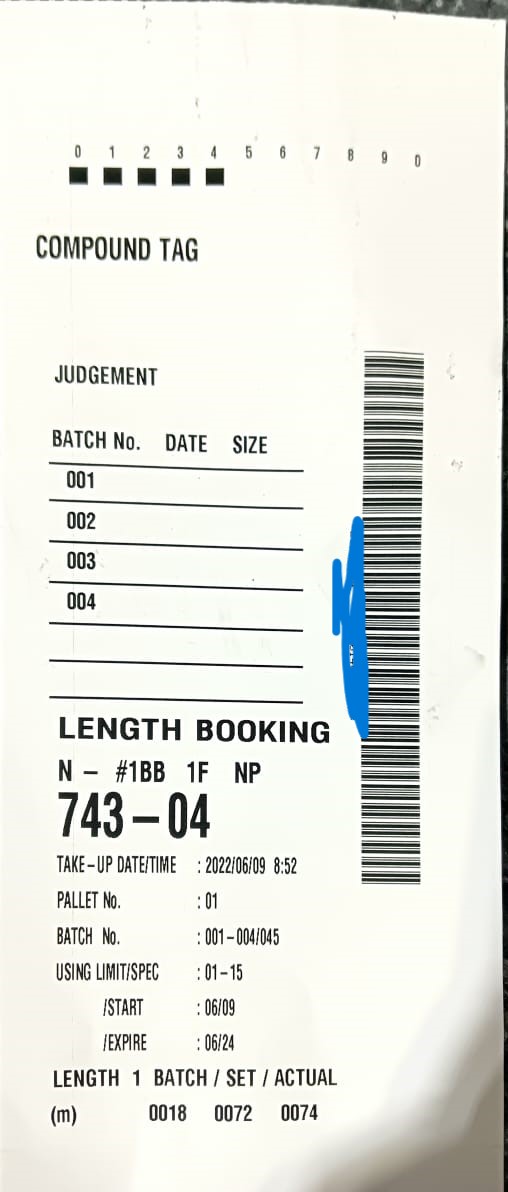 0 1 2 3 4 5 6 7 8 9 0
COMPOUND TAG
JUDGEMENT
BATCH No. DATE SIZE
001
002
003
004
LENGTH BOOKING
N – #1BB 1F NP
743–04
TAKE–UP DATE/TIME : 2022/06/09 8:52
PALLET No. : 01
BATCH No. : 001–004/045
USING LIMIT/SPEC : 01–15
/START : 06/09
/EXPIRE : 06/24
LENGTH 1 BATCH / SET / ACTUAL
(m) 0018 0072 0074